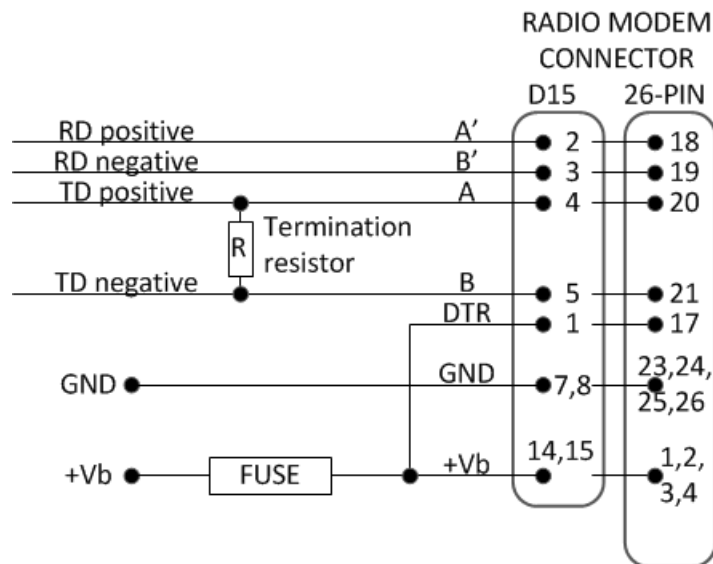 RADIO MODEM
CONNECTOR
D15 26-PIN
RD positive A’ 2 18
RD negative B’ 3 19
TD positive A 4 20
R Termination
resistor
TD negative B 5 21
DTR 1 17
GND GND 7,8 23,24,
25,26
+Vb FUSE +Vb 14,15 1,2,
3,4